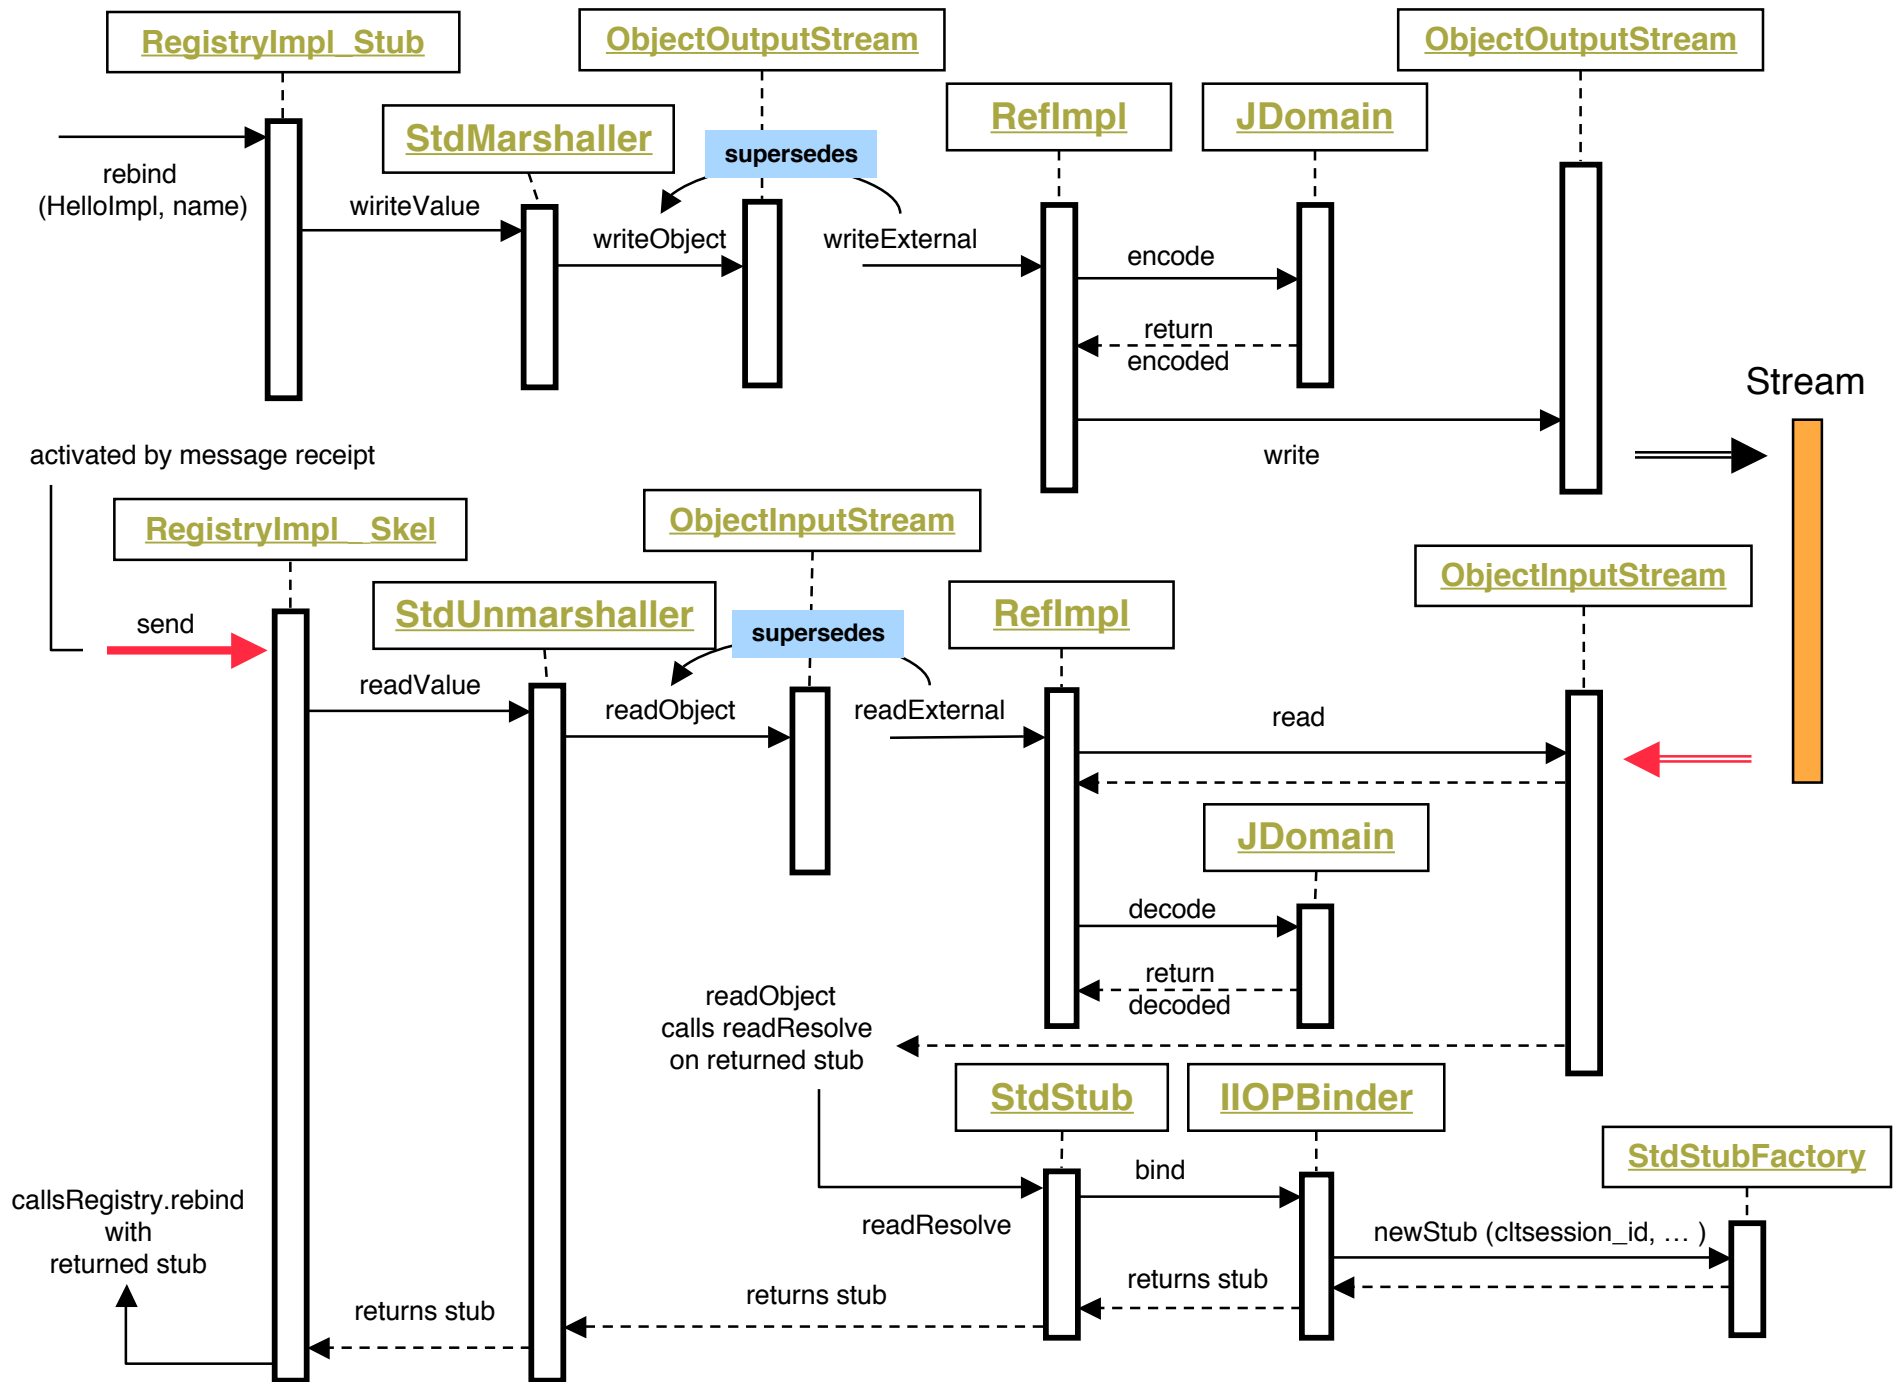 RegistryImpl_Stub
ObjectOutputStream
ObjectOutputStream
StdMarshaller
supersedes
RefImpl
JDomain
rebind
(HelloImpl, name)
wiriteValue
writeObject
writeExternal
encode
return
encoded
write
Stream
activated by message receipt
RegistryImpl__Skel
ObjectInputStream
ObjectInputStream
send
StdUnmarshaller
supersedes
RefImpl
readValue
readObject
readExternal
read
JDomain
decode
return
decoded
readObject
calls readResolve
on returned stub
StdStub
IIOPBinder
StdStubFactory
bind
readResolve
newStub (cltsession_id, … )
callsRegistry.rebind
with
returned stub
returns stub
returns stub
returns stub